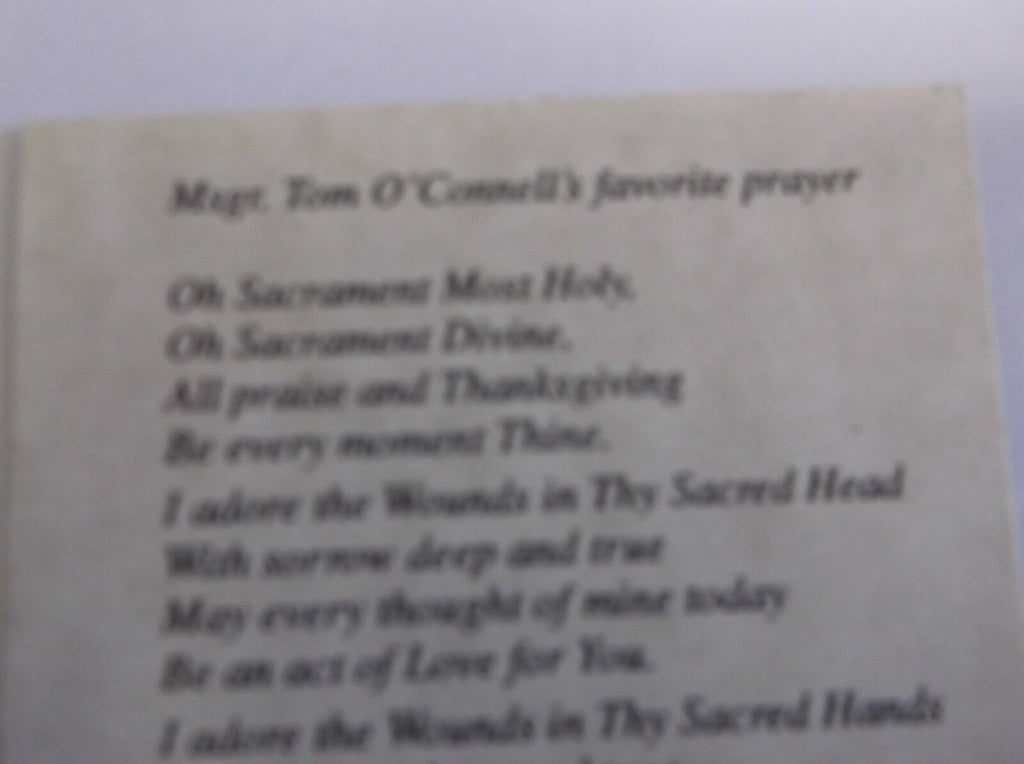 Msgr. Tom O'Connell's favorite prayer
Oh Sacrament Most Holy,
Oh Sacrament Divine,
All praise and Thanksgiving
Be every moment Thine.
I adore the Wounds in Thy Sacred Head
With sorrow deep and true
May every thought of mine today
Be an act of Love for You.
I adore the Wounds in Thy Sacred Hands